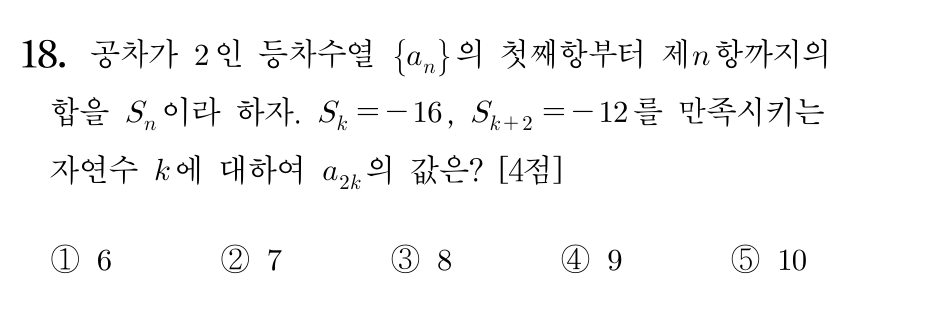 18. 공차가 2인 등차수열 {aₙ}의 첫째항부터 제n항까지의
합을 Sₙ이라 하자. Sₖ=-16, Sₖ₊₂=-12를 만족시키는
자연수 k에 대하여 a₂ₖ의 값은? [4점]
① 6 ② 7 ③ 8 ④ 9 ⑤ 10